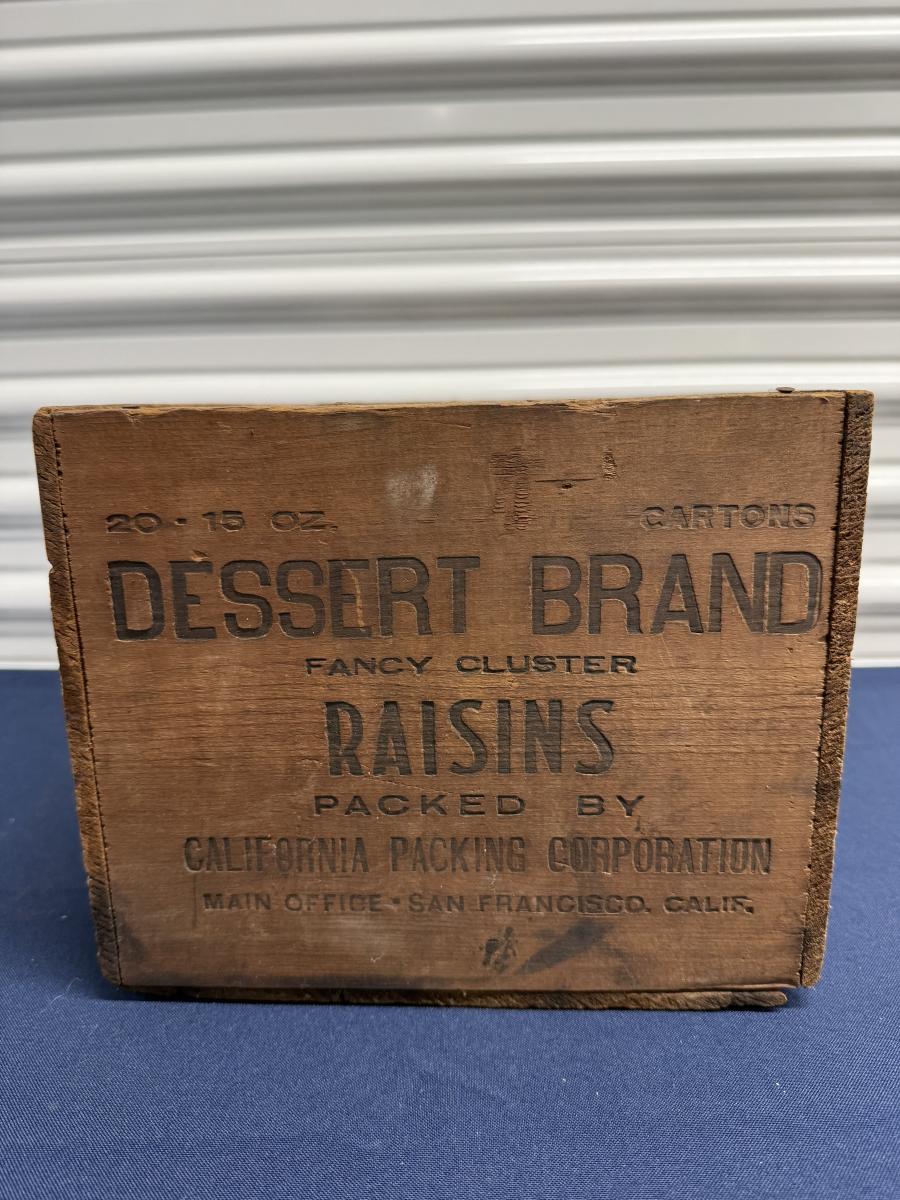 20 · 15 OZ. CARTONS
DESSERT BRAND
FANCY CLUSTER
RAISINS
PACKED BY
CALIFORNIA PACKING CORPORATION
MAIN OFFICE · SAN FRANCISCO. CALIF.